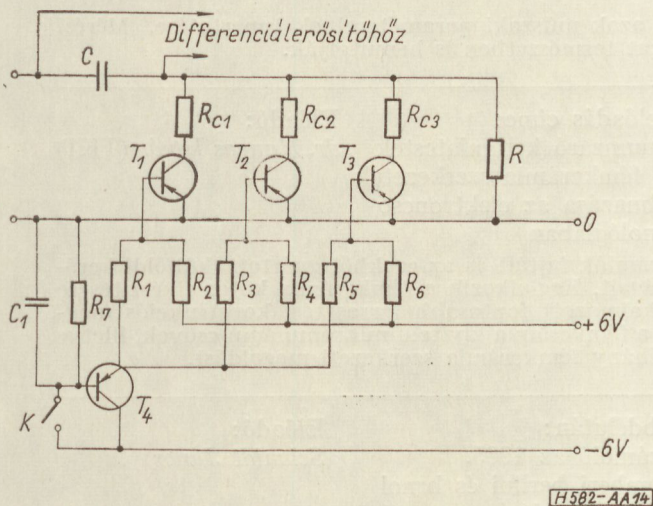 Differenciálerősítőhöz
C
R_C1
R_C2
R_C3
T_1
T_2
T_3
R
0
R_1
R_2
R_3
R_4
R_5
R_6
C_1
R_7
+6V
T_4
K
-6V
H582-AA14